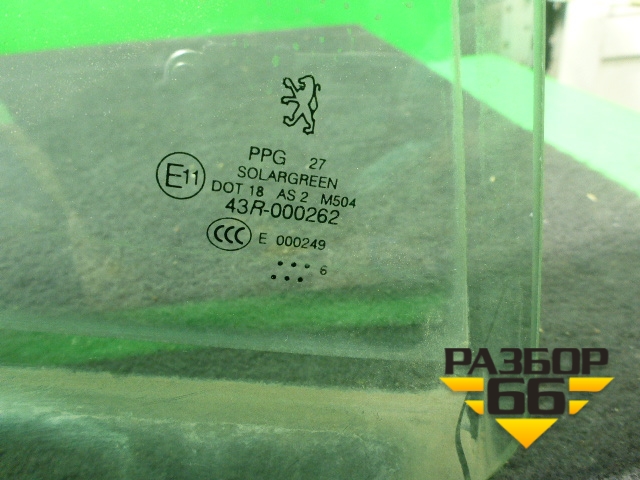 PPG 27
SOLARGREEN
E11
DOT 18 AS 2 M504
43R-000262
CCC E 000249
6
РАЗБОР
66